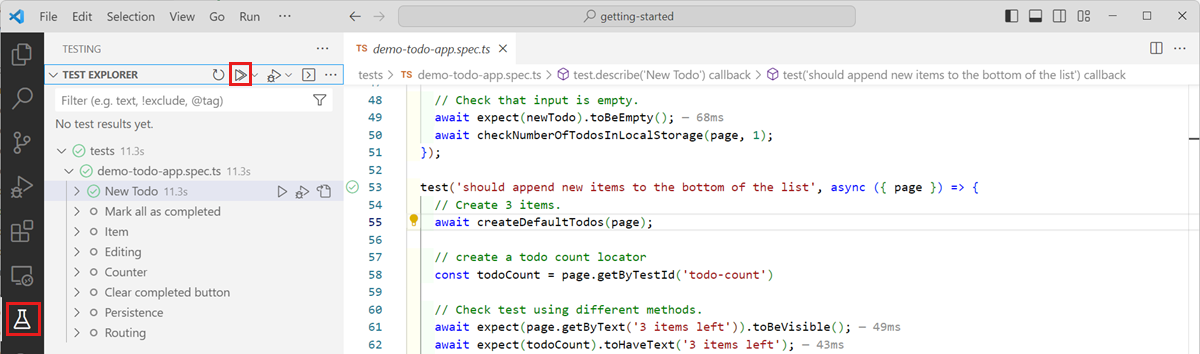 File Edit Selection View Go Run ··· getting-started
TESTING ···
TEST EXPLORER ···
Filter (e.g. text, !exclude, @tag)
No test results yet.
tests 11.3s
demo-todo-app.spec.ts 11.3s
New Todo 11.3s
Mark all as completed
Item
Editing
Counter
Clear completed button
Persistence
Routing
TS demo-todo-app.spec.ts ···
tests > TS demo-todo-app.spec.ts > test.describe('New Todo') callback > test('should append new items to the bottom of the list') callback
48 // Check that input is empty.
49 await expect(newTodo).toBeEmpty(); — 68ms
50 await checkNumberOfTodosInLocalStorage(page, 1);
51 });
52
53 test('should append new items to the bottom of the list', async ({ page }) => {
54 // Create 3 items.
55 await createDefaultTodos(page);
56
57 // create a todo count locator
58 const todoCount = page.getByTestId('todo-count')
59
60 // Check test using different methods.
61 await expect(page.getByText('3 items left')).toBeVisible(); — 49ms
62 await expect(todoCount).toHaveText('3 items left'); — 43ms